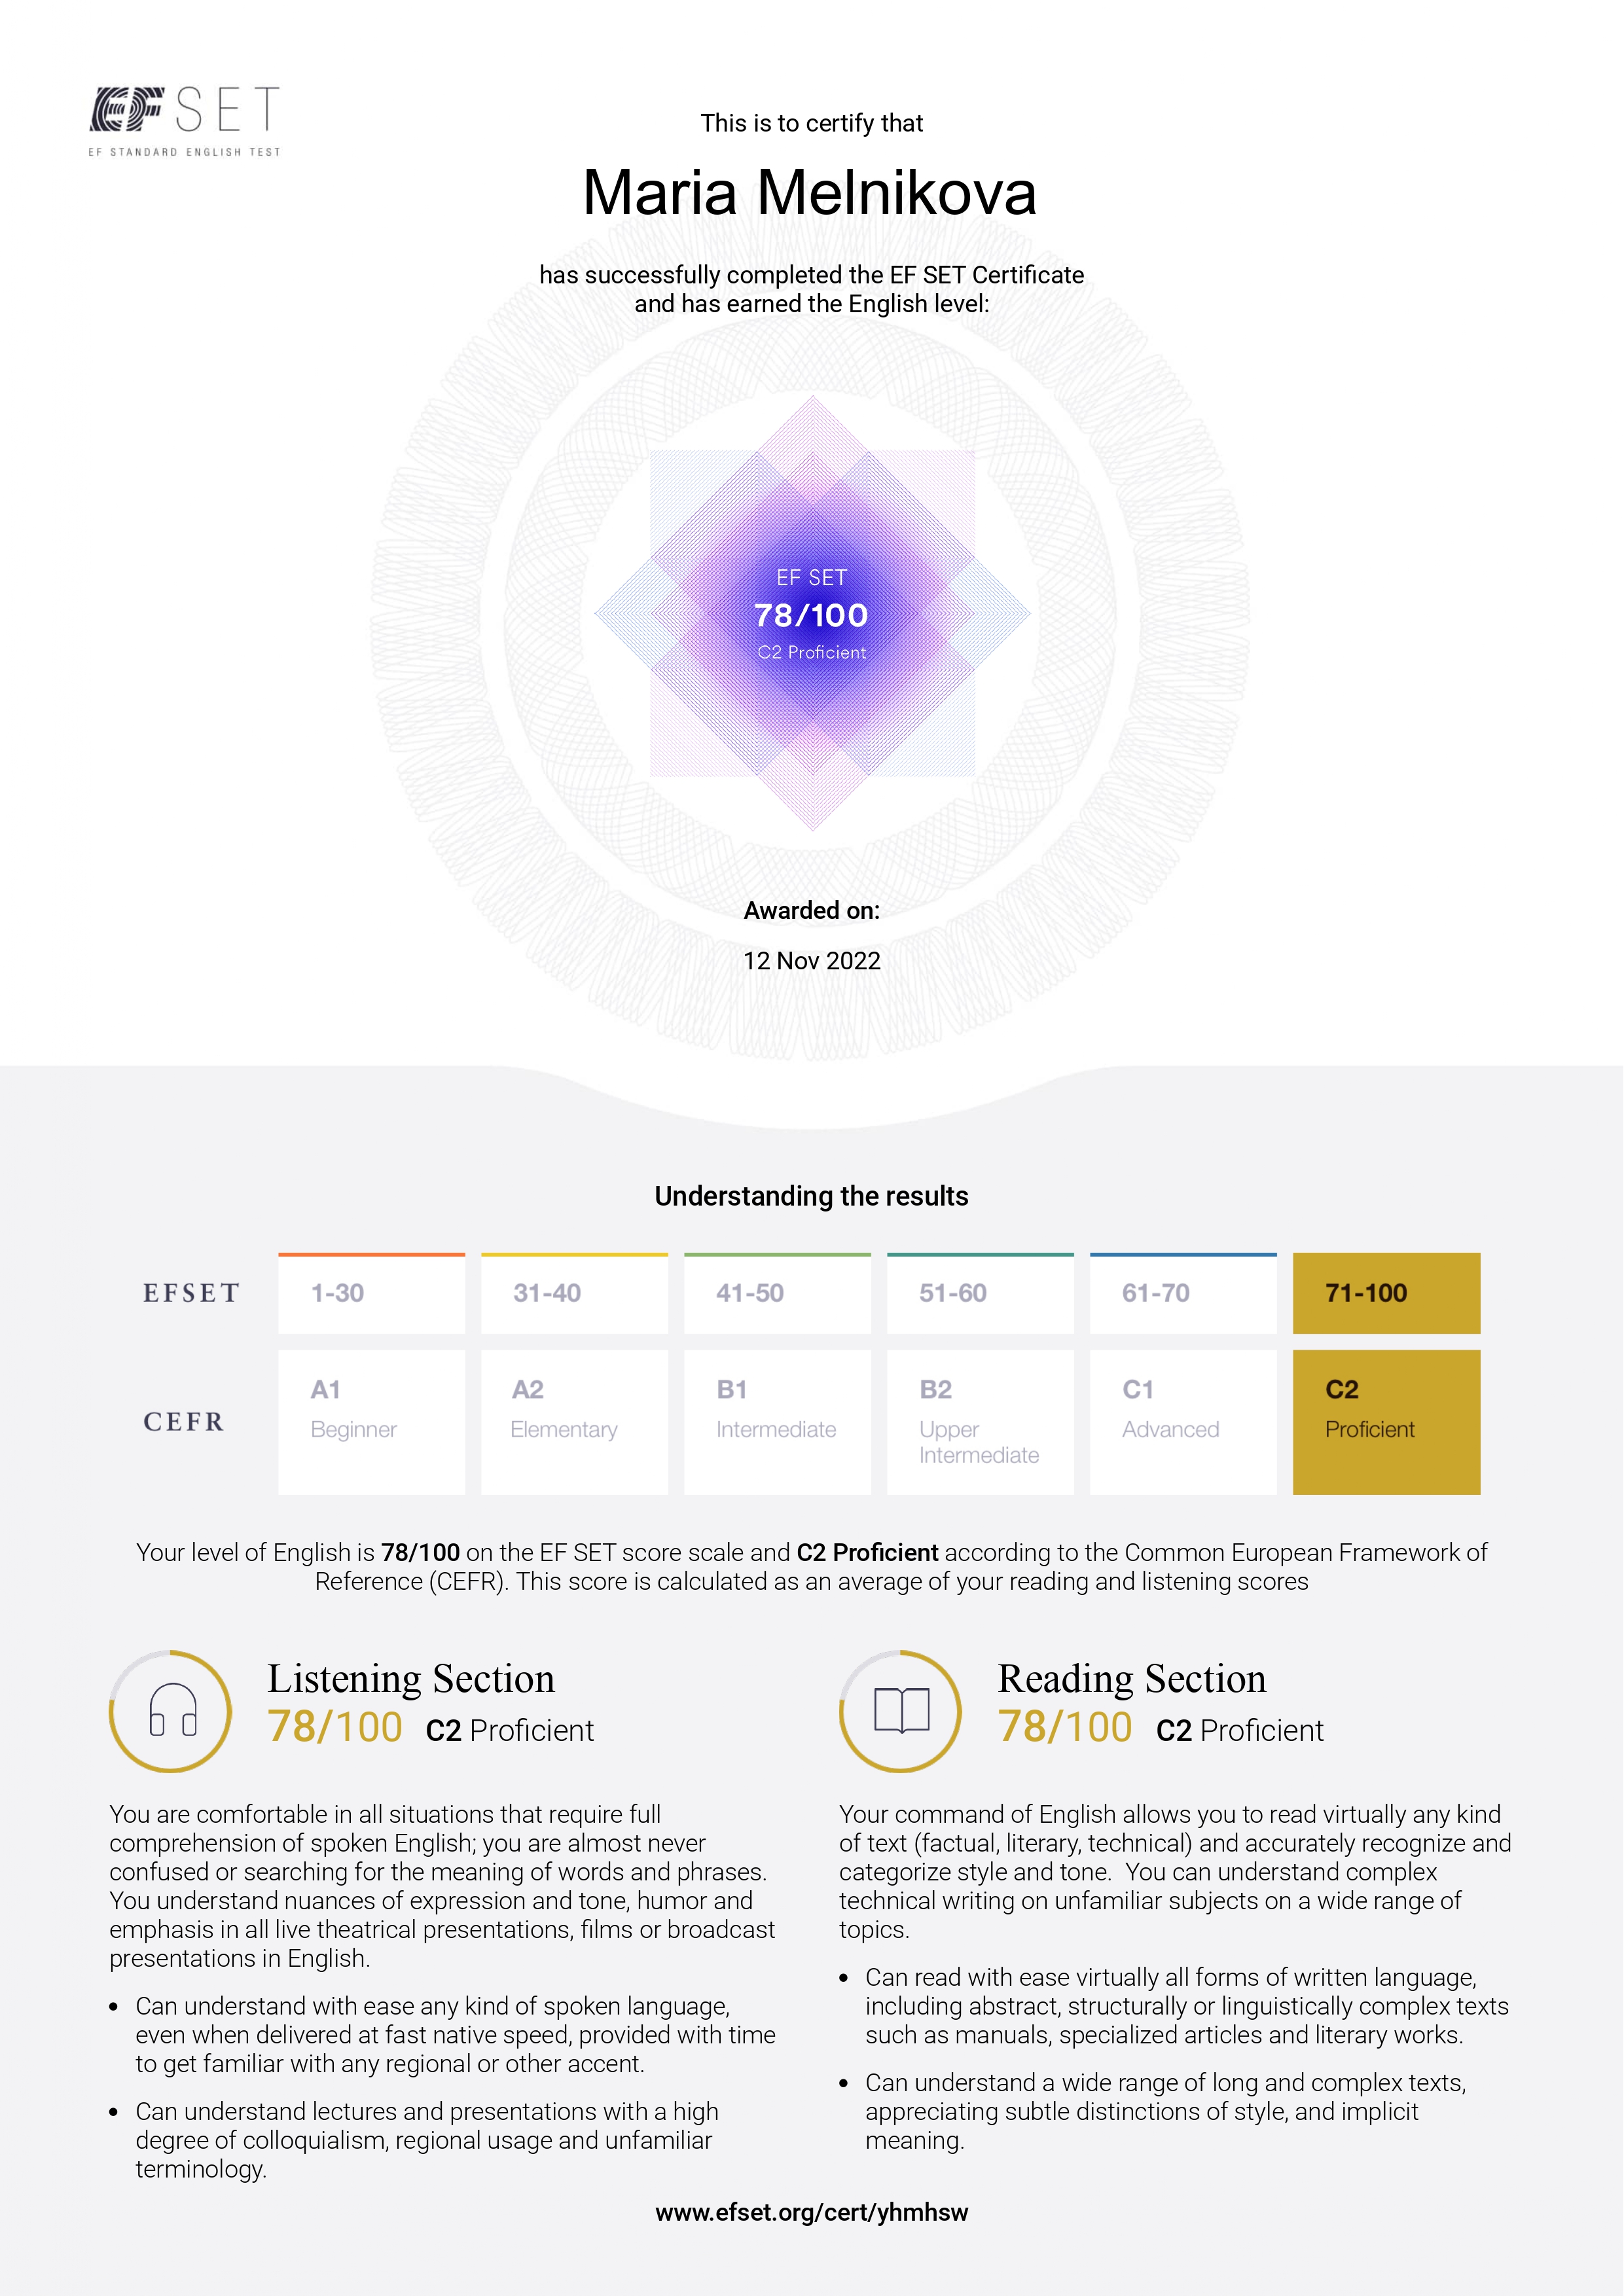 EF SET
EF STANDARD ENGLISH TEST
This is to certify that
Maria Melnikova
has successfully completed the EF SET Certificate
and has earned the English level:
EF SET
78/100
C2 Proficient
Awarded on:
12 Nov 2022
Understanding the results
EFSET 1-30 31-40 41-50 51-60 61-70 71-100
CEFR
A1 A2 B1 B2 C1 C2
Beginner Elementary Intermediate Upper Advanced Proficient
Intermediate
Your level of English is 78/100 on the EF SET score scale and C2 Proficient according to the Common European Framework of
Reference (CEFR). This score is calculated as an average of your reading and listening scores
Listening Section
78/100 C2 Proficient
You are comfortable in all situations that require full
comprehension of spoken English; you are almost never
confused or searching for the meaning of words and phrases.
You understand nuances of expression and tone, humor and
emphasis in all live theatrical presentations, films or broadcast
presentations in English.
• Can understand with ease any kind of spoken language,
even when delivered at fast native speed, provided with time
to get familiar with any regional or other accent.
• Can understand lectures and presentations with a high
degree of colloquialism, regional usage and unfamiliar
terminology.
Reading Section
78/100 C2 Proficient
Your command of English allows you to read virtually any kind
of text (factual, literary, technical) and accurately recognize and
categorize style and tone.  You can understand complex
technical writing on unfamiliar subjects on a wide range of
topics.
• Can read with ease virtually all forms of written language,
including abstract, structurally or linguistically complex texts
such as manuals, specialized articles and literary works.
• Can understand a wide range of long and complex texts,
appreciating subtle distinctions of style, and implicit
meaning.
www.efset.org/cert/yhmhsw